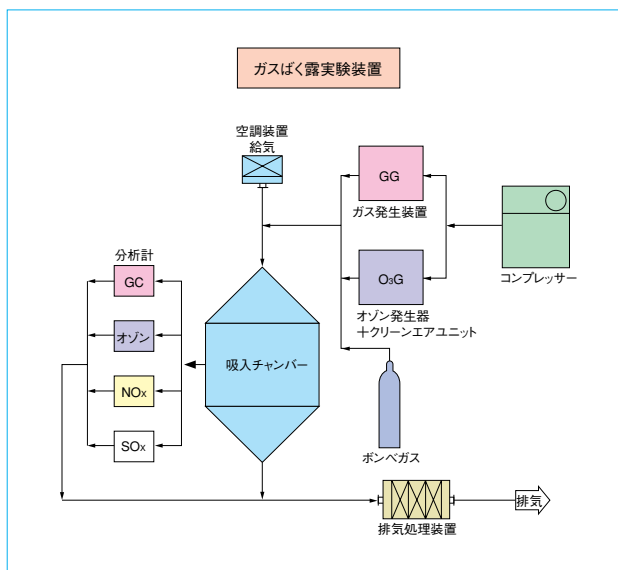 ガスばく露実験装置
空調装置
給気
GG
ガス発生装置
コンプレッサー
分析計
GC
O₃G
オゾン発生器
+クリーンエアユニット
オゾン
吸入チャンバー
NOx
SOx
ボンベガス
排気
排気処理装置